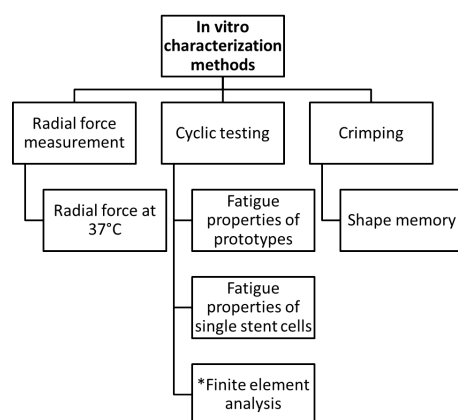 In vitro
characterization
methods
Radial force
measurement
Cyclic testing
Crimping
Radial force at
37°C
Fatigue
properties of
prototypes
Shape memory
Fatigue
properties of
single stent cells
*Finite element
analysis